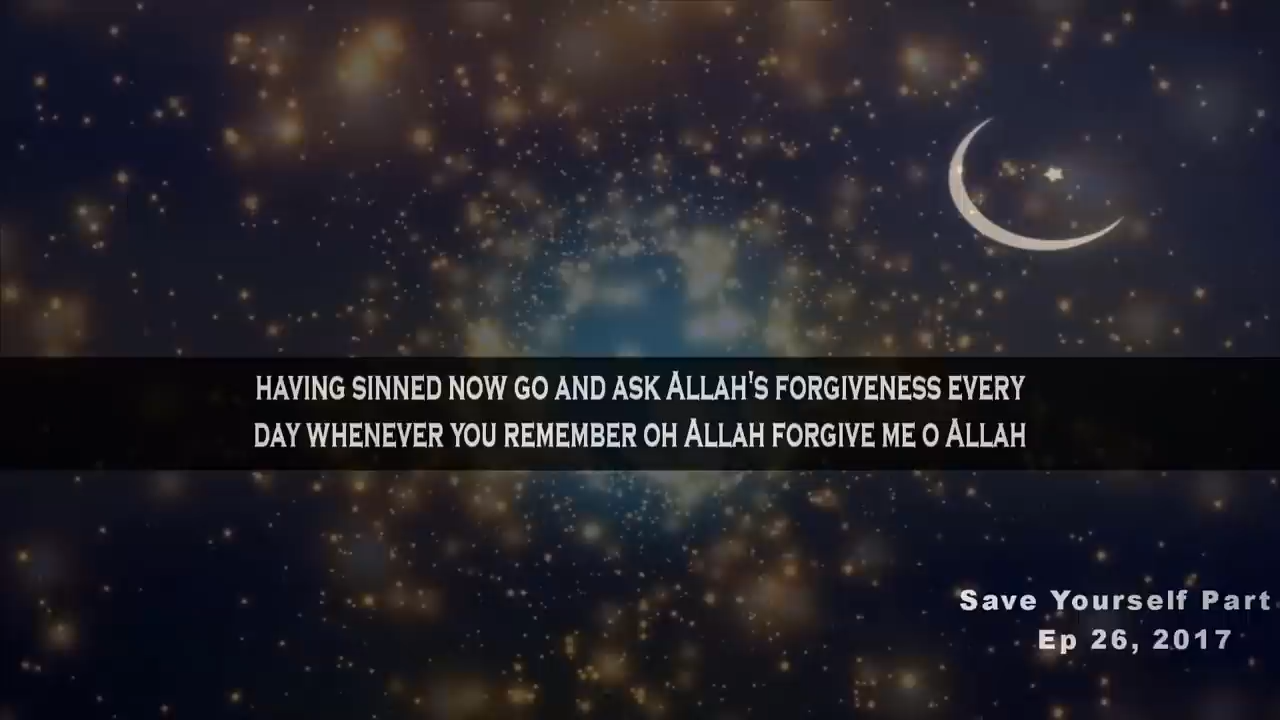 HAVING SINNED NOW GO AND ASK ALLAH'S FORGIVENESS EVERY
DAY WHENEVER YOU REMEMBER OH ALLAH FORGIVE ME O ALLAH
Save Yourself Part
Ep 26, 2017